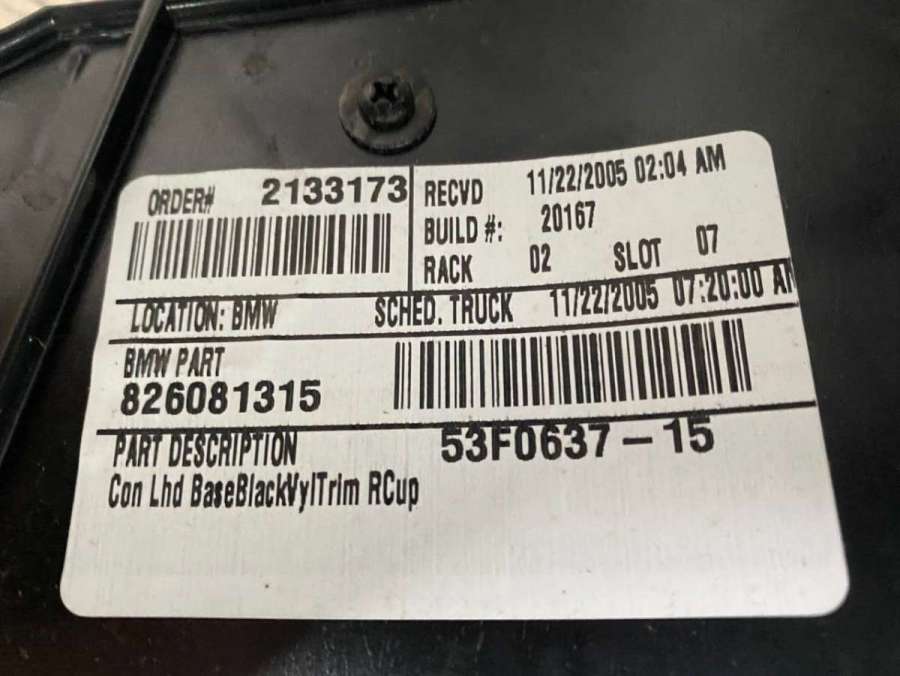 ORDER# 2133173
RECVD 11/22/2005 02:04 AM
BUILD #: 20167
RACK 02 SLOT 07
LOCATION: BMW SCHED. TRUCK 11/22/2005 07:20:00 AM
BMW PART
826081315
PART DESCRIPTION 53F0637-15
Con Lhd BaseBlackVylTrim RCup